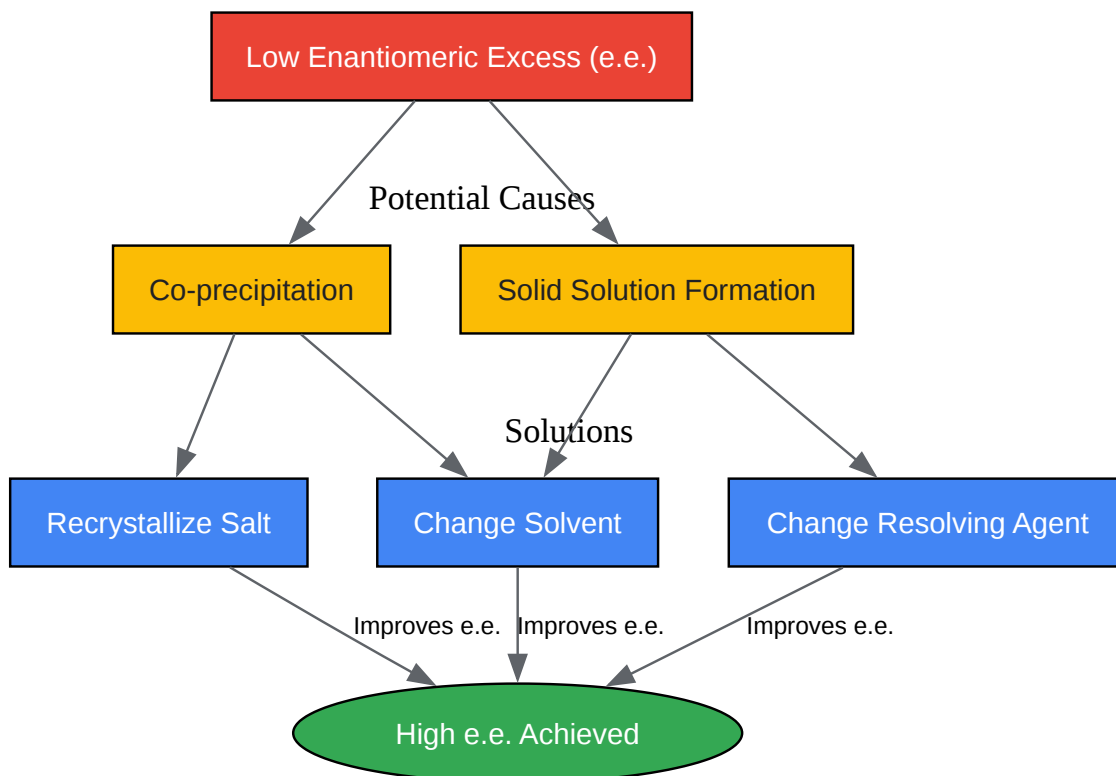 Low Enantiomeric Excess (e.e.)
Potential Causes
Co-precipitation
Solid Solution Formation
Solutions
Recrystallize Salt
Change Solvent
Change Resolving Agent
Improves e.e.
Improves e.e.
Improves e.e.
High e.e. Achieved